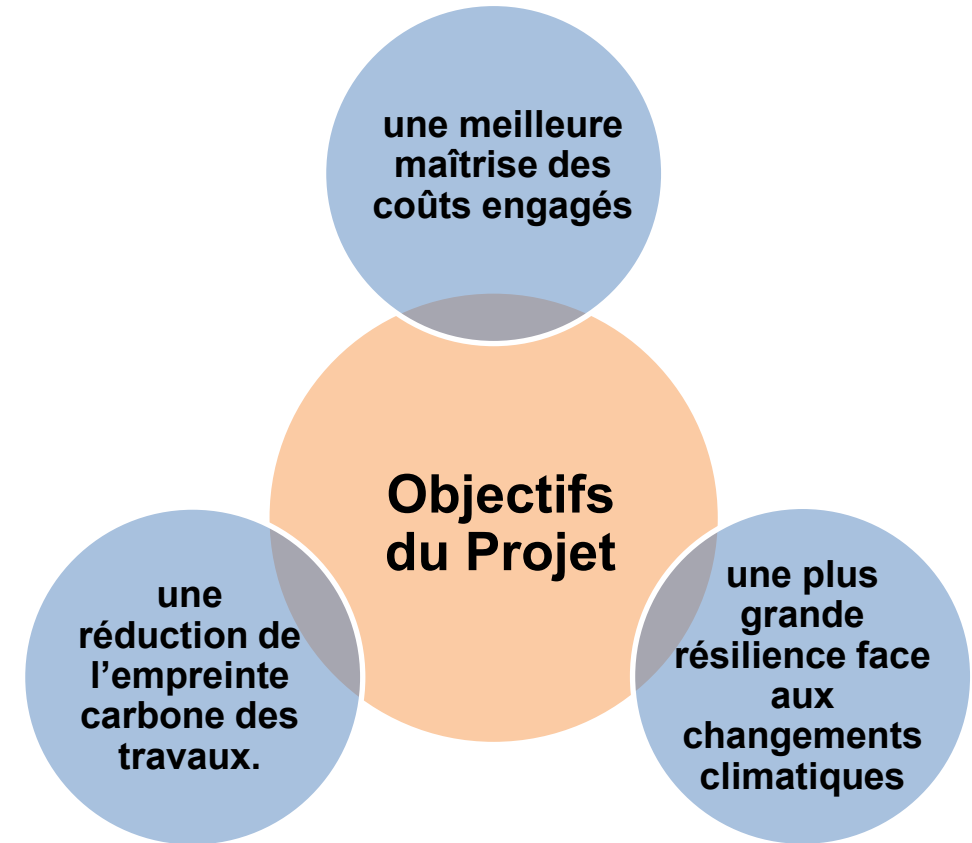 une meilleure
maîtrise des
coûts engagés
Objectifs
du Projet
une plus
grande
résilience face
aux
changements
climatiques
une
réduction de
l’empreinte
carbone des
travaux.